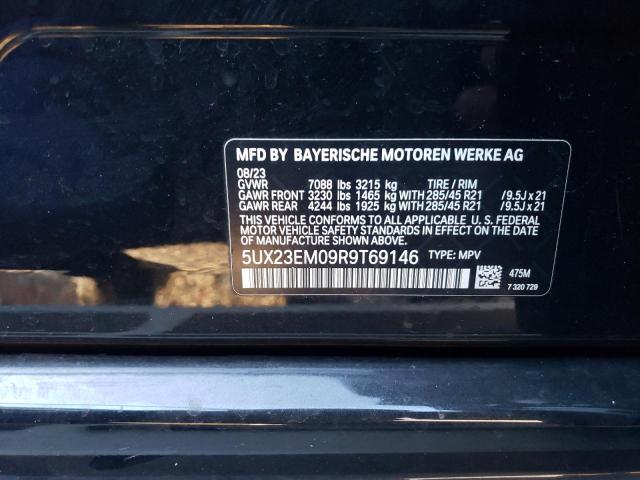 MFD BY BAYERISCHE MOTOREN WERKE AG
08/23
GVWR 7088 lbs 3215 kg TIRE / RIM
GAWR FRONT 3230 lbs 1465 kg WITH 285/45 R21 /9.5J x 21
GAWR REAR 4244 lbs 1925 kg WITH 285/45 R21 /9.5J x 21
THIS VEHICLE CONFORMS TO ALL APPLICABLE U. S. FEDERAL
MOTOR VEHICLE SAFETY STANDARDS IN EFFECT ON THE
DATE OF MANUFACTURE SHOWN ABOVE.
5UX23EM09R9T69146 TYPE: MPV
475M
7 320 729